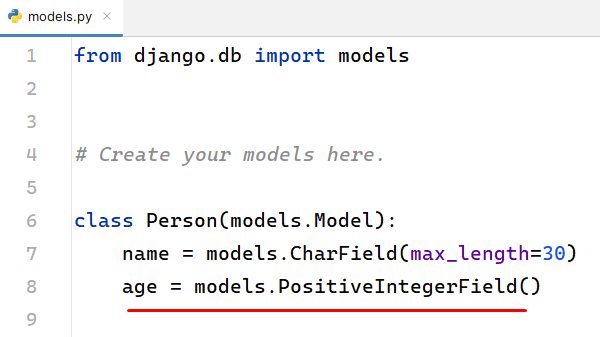 models.py ×
1 from django.db import models
2
3
4 # Create your models here.
5
6 class Person(models.Model):
7     name = models.CharField(max_length=30)
8     age = models.PositiveIntegerField()
9